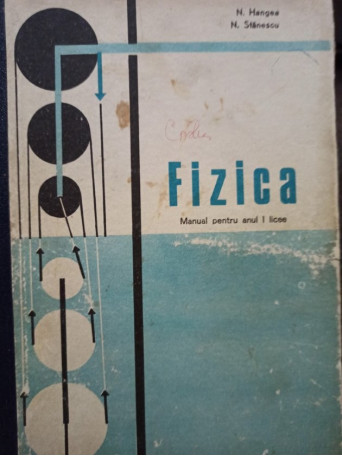 N. Hangea
N. Stănescu
Fizica
Manual pentru anul I licee